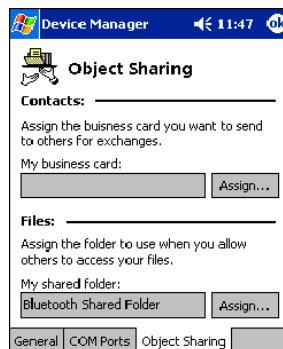 Device Manager 11:47 ok
Object Sharing
Contacts:
Assign the buisness card you want to send
to others for exchanges.
My business card:
Assign...
Files:
Assign the folder to use when you allow
others to access your files.
My shared folder:
Bluetooth Shared Folder Assign...
General COM Ports Object Sharing